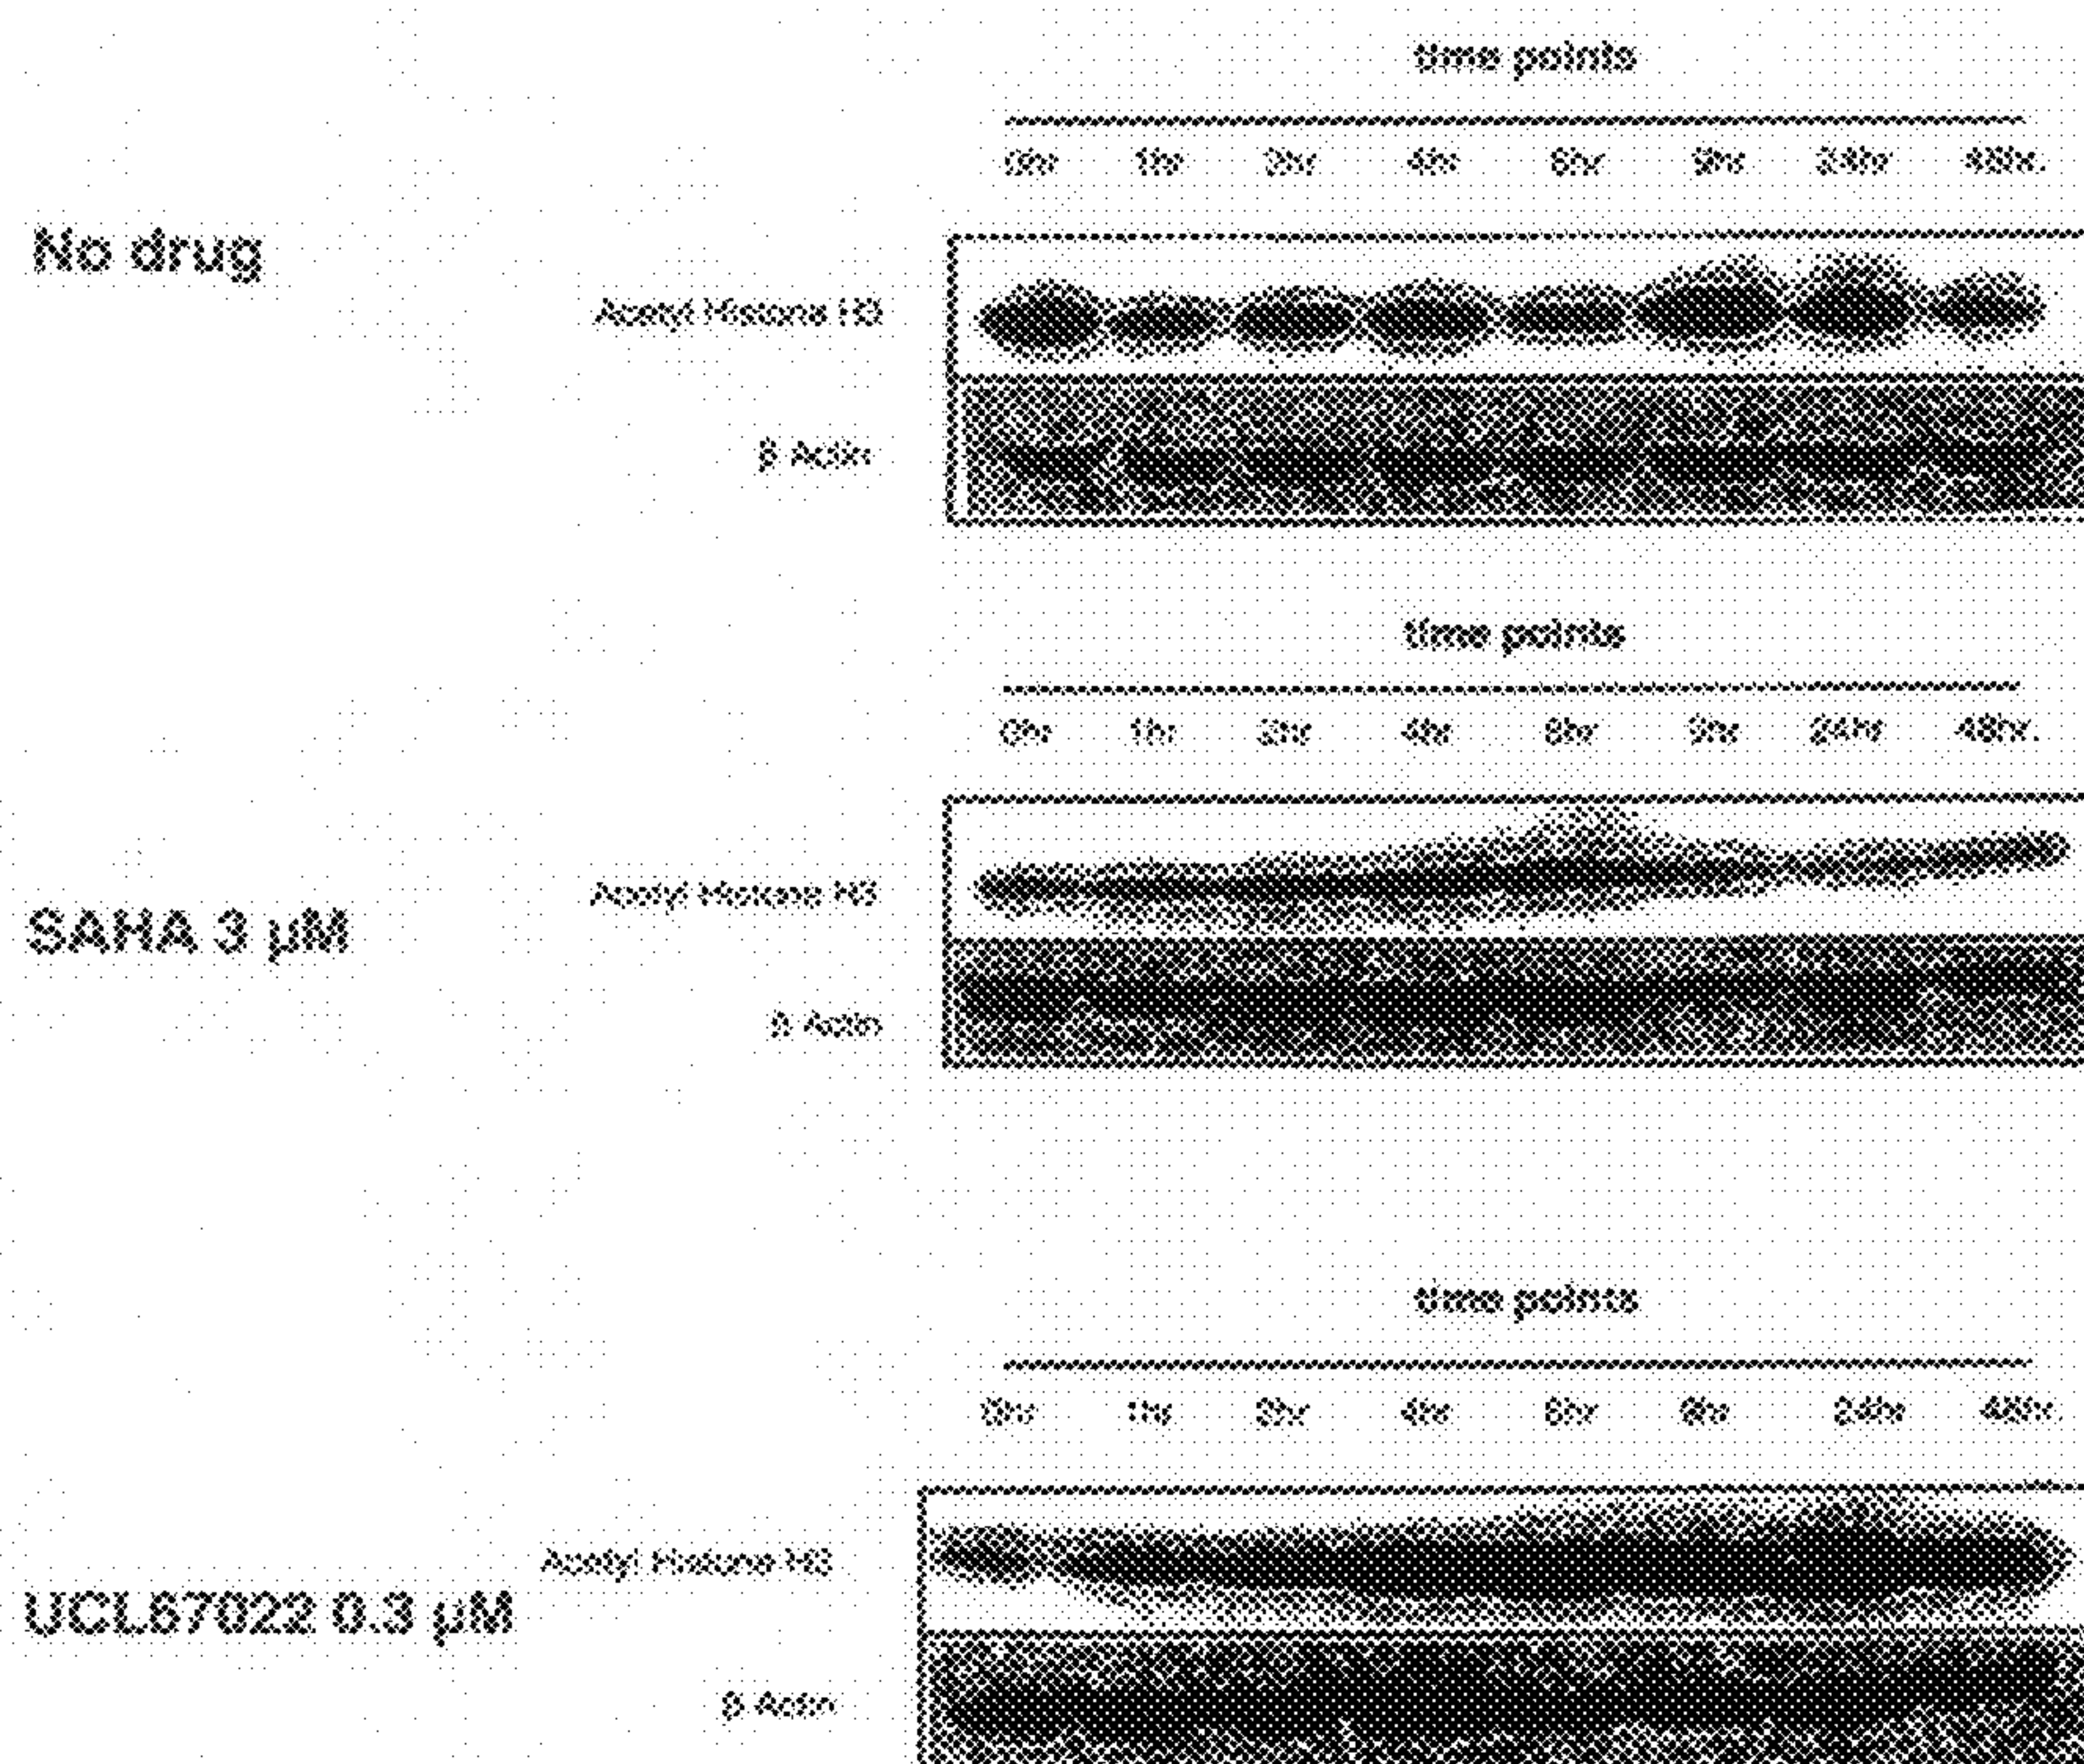 time points
0hr 1hr 2hr 4hr 6hr 9hr 24hr 48hr.
No drug
Acetyl Histone H3
β Actin
time points
0hr 1hr 2hr 4hr 6hr 9hr 24hr 48hr.
Acetyl Histone H3
SAHA 3 µM
β Actin
time points
0hr 1hr 2hr 4hr 6hr 9hr 24hr 48hr.
Acetyl Histone H3
UCL67022 0.3 µM
β Actin